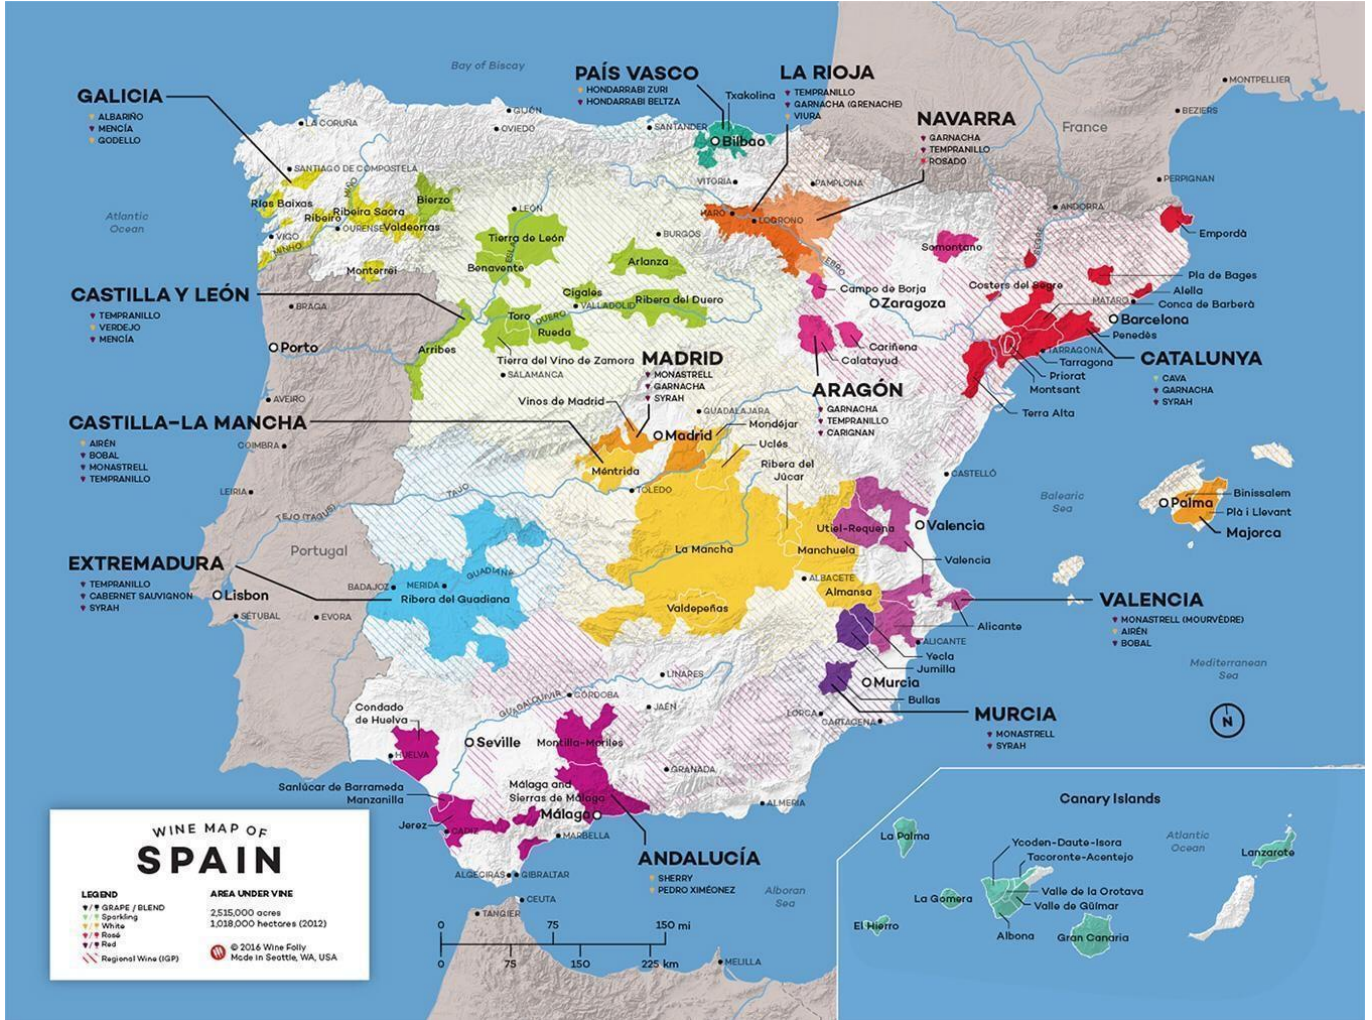 Bay of Biscay
PAÍS VASCO
HONDARRABI ZURI
HONDARRABI BELTZA
Txakolina
LA RIOJA
TEMPRANILLO
GARNACHA (GRENACHE)
VIURA
NAVARRA
GARNACHA
TEMPRANILLO
ROSADO
GALICIA
ALBARIÑO
MENCÍA
GODELLO
MONTPELLIER
BEZIERS
France
PERPIGNAN
ANDORRA
LA CORUÑA
OVIEDO
SANTANDER
Bilbao
VITORIA
PAMPLONA
SANTIAGO DE COMPOSTELA
Rías Baixas
Ribeiro
Ribeira Sacra
Valdeorras
OURENSE
Bierzo
VIGO
MINHO
Monterrei
Atlantic
Ocean
LEÓN
Tierra de León
Benavente
BURGOS
Arlanza
HARO
LOGROÑO
EBRO
Somontano
SEGRE
Empordà
Costers del Segre
Pla de Bages
Alella
MATARO
Conca de Barberà
Barcelona
Penedès
CATALUNYA
CAVA
GARNACHA
SYRAH
TARRAGONA
Tarragona
Priorat
Montsant
Terra Alta
Campo de Borja
Zaragoza
Cariñena
Calatayud
ARAGÓN
GARNACHA
TEMPRANILLO
CARIGNAN
CASTILLA Y LEÓN
TEMPRANILLO
VERDEJO
MENCÍA
BRAGA
Porto
AVEIRO
Cigales
VALLADOLID
Ribera del Duero
Toro
DUERO
Rueda
Arribes
Tierra del Vino de Zamora
SALAMANCA
MADRID
MONASTRELL
GARNACHA
SYRAH
Vinos de Madrid
GUADALAJARA
Madrid
Mondéjar
Uclés
Ribera del
Júcar
CASTILLA–LA MANCHA
AIRÉN
BOBAL
MONASTRELL
TEMPRANILLO
COIMBRA
LEIRIA
Méntrida
TOLEDO
TAJO
TEJO (TAGUS)
Portugal
CASTELLÓ
Balearic
Sea
Palma
Binissalem
Plà i Llevant
Majorca
Utiel-Requena
Valencia
Valencia
La Mancha
Manchuela
ALBACETE
Almansa
Valdepeñas
EXTREMADURA
TEMPRANILLO
CABERNET SAUVIGNON
SYRAH
Lisbon
SÉTUBAL
EVORA
BADAJOZ
MERIDA
GUADIANA
Ribera del Guadiana
VALENCIA
MONASTRELL (MOURVÈDRE)
AIRÉN
BOBAL
Alicante
ALICANTE
Yecla
Jumilla
Murcia
Bullas
LORCA
CARTAGENA
MURCIA
MONASTRELL
SYRAH
Mediterranean
Sea
N
LINARES
GUADALQUIVIR
CÓRDOBA
JAÉN
Condado
de Huelva
HUELVA
Seville
Montilla-Moriles
GRANADA
Sanlúcar de Barrameda
Manzanilla
Jerez
CADIZ
Málaga and
Sierras de Málaga
Málaga
MARBELLA
ALMERIA
ANDALUCÍA
SHERRY
PEDRO XIMÉONEZ
ALGECIRAS
GIBRALTAR
CEUTA
TANGIER
MELILLA
Alboran
Sea
0 75 150 mi
0 75 150 225 km
WINE MAP OF
SPAIN
LEGEND
GRAPE / BLEND
Sparkling
White
Rosé
Red
Regional Wine (IGP)
AREA UNDER VINE
2,515,000 acres
1,018,000 hectares (2012)
© 2016 Wine Folly
Made in Seattle, WA, USA
Canary Islands
La Palma
Ycoden-Daute-Isora
Tacoronte-Acentejo
Atlantic
Ocean
Lanzarote
La Gomera
Valle de la Orotava
Valle de Güímar
El Hierro
Albona
Gran Canaria